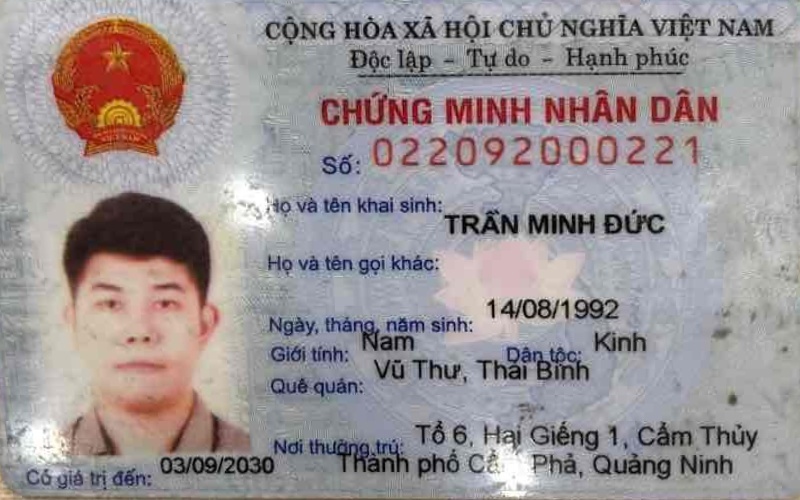 CỘNG HÒA XÃ HỘI CHỦ NGHĨA VIỆT NAM
Độc lập - Tự do - Hạnh phúc
CHỨNG MINH NHÂN DÂN
Số: 022092000221
Họ và tên khai sinh:
TRẦN MINH ĐỨC
Họ và tên gọi khác:
Ngày, tháng, năm sinh: 14/08/1992
Giới tính: Nam Dân tộc: Kinh
Quê quán: Vũ Thư, Thái Bình
Nơi thường trú: Tổ 6, Hai Giếng 1, Cẩm Thủy
Thành phố Phả, Quảng Ninh
Có giá trị đến: 03/09/2030